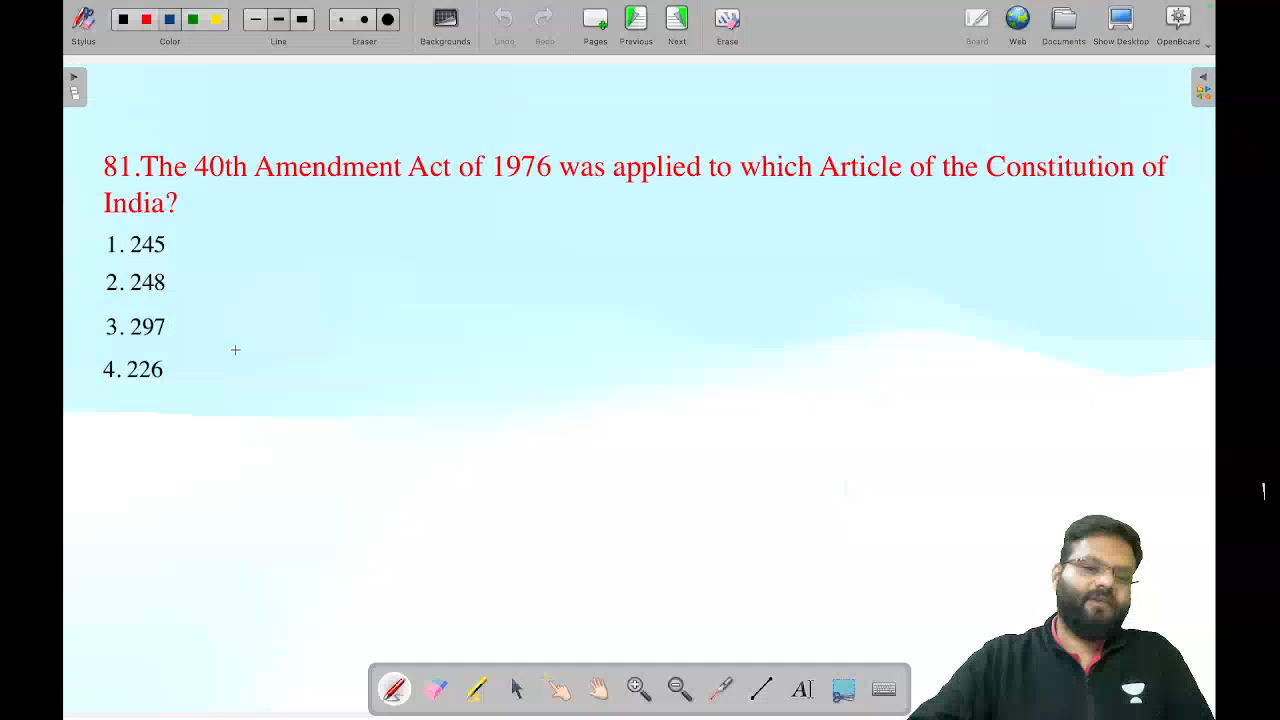 Stylus
Color
Line
Eraser
Backgrounds
Undo
Redo
Pages
Previous
Next
Erase
Board
Web
Documents
Show Desktop
OpenBoard
81.The 40th Amendment Act of 1976 was applied to which Article of the Constitution of
India?
1. 245
2. 248
3. 297
4. 226